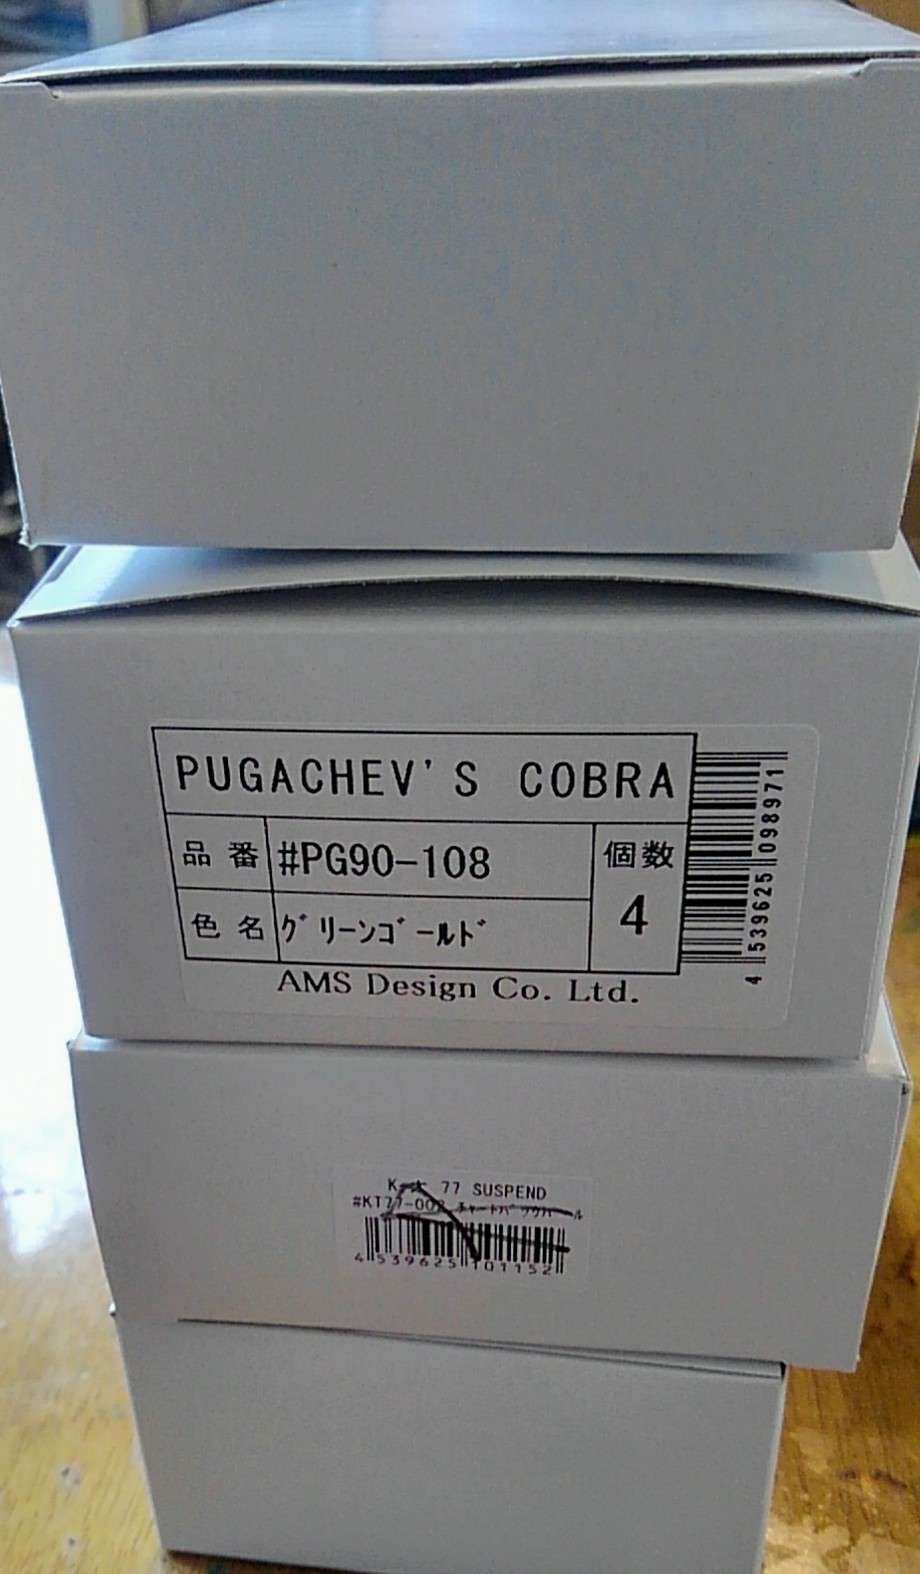 PUGACHEV'S COBRA
品番 #PG90-108
個数
4
色名 ｸﾞﾘｰﾝｺﾞｰﾙﾄﾞ
AMS Design Co. Ltd.
4 539625 098971
77 SUSPEND
4 539625 101152